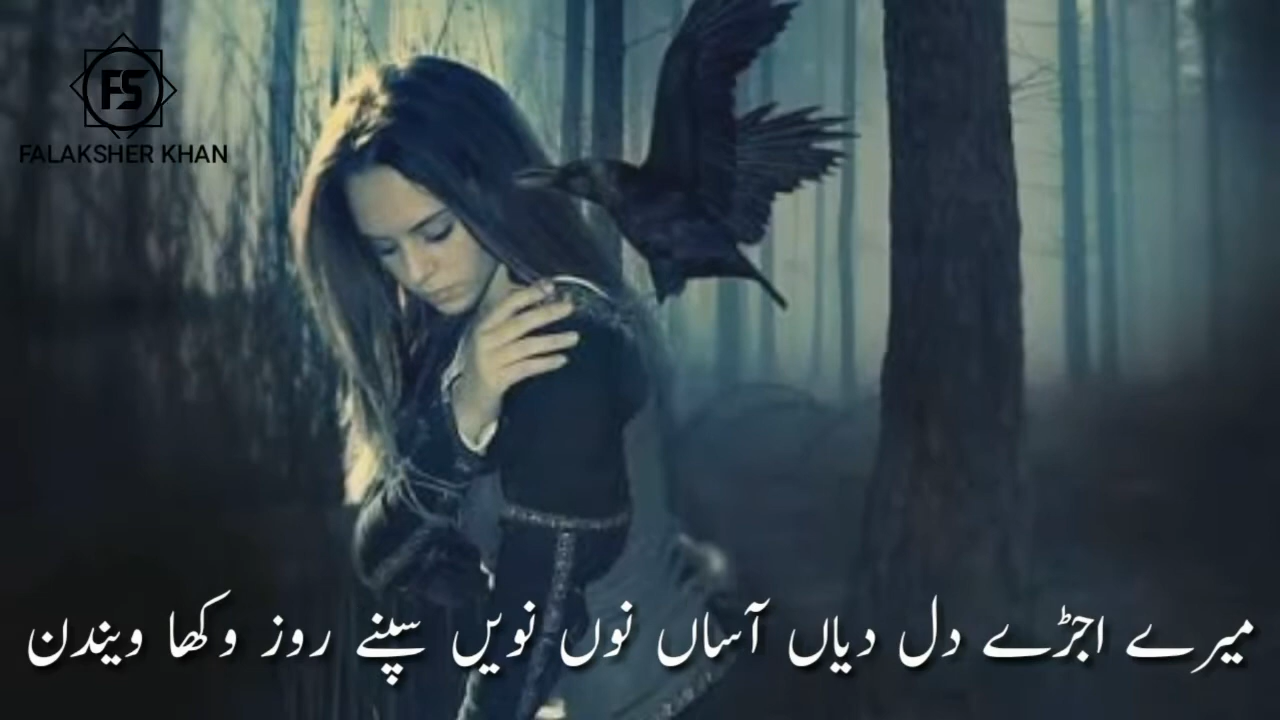 FS
FALAKSHER KHAN
میرے اجڑے دل دیاں آساں نوں نویں سپنے روز وکھا ویندن